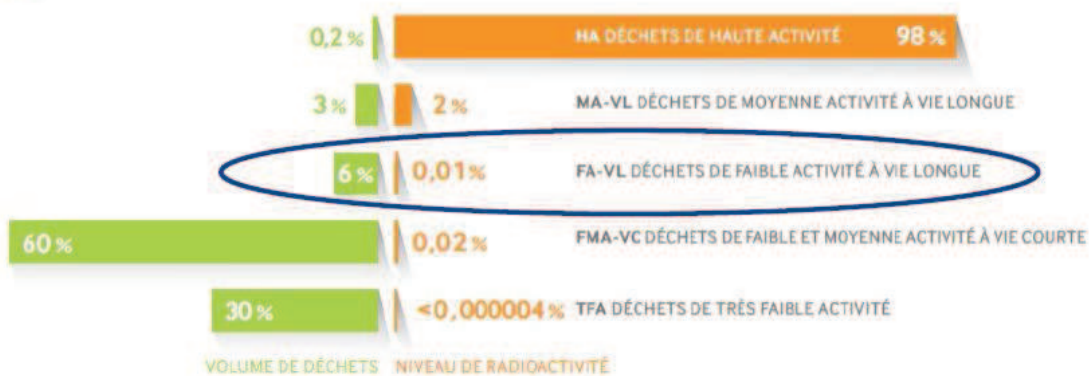 0,2 % HA DÉCHETS DE HAUTE ACTIVITÉ 98 %
3 % 2 % MA-VL DÉCHETS DE MOYENNE ACTIVITÉ À VIE LONGUE
6 % 0,01 % FA-VL DÉCHETS DE FAIBLE ACTIVITÉ À VIE LONGUE
60 % 0,02 % FMA-VC DÉCHETS DE FAIBLE ET MOYENNE ACTIVITÉ À VIE COURTE
30 % <0,000004 % TFA DÉCHETS DE TRÈS FAIBLE ACTIVITÉ
VOLUME DE DÉCHETS NIVEAU DE RADIOACTIVITÉ